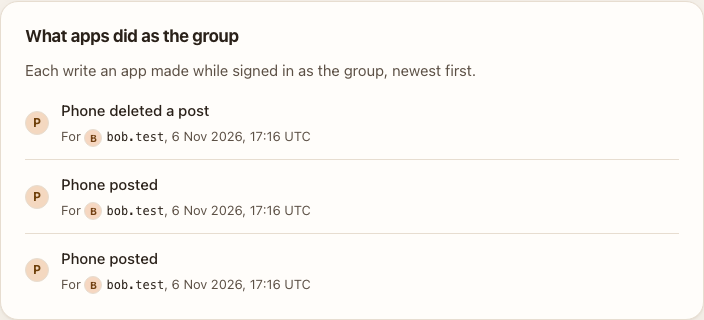 What apps did as the group
Each write an app made while signed in as the group, newest first.
P
Phone deleted a post
For B bob.test, 6 Nov 2026, 17:16 UTC
P
Phone posted
For B bob.test, 6 Nov 2026, 17:16 UTC
P
Phone posted
For B bob.test, 6 Nov 2026, 17:16 UTC